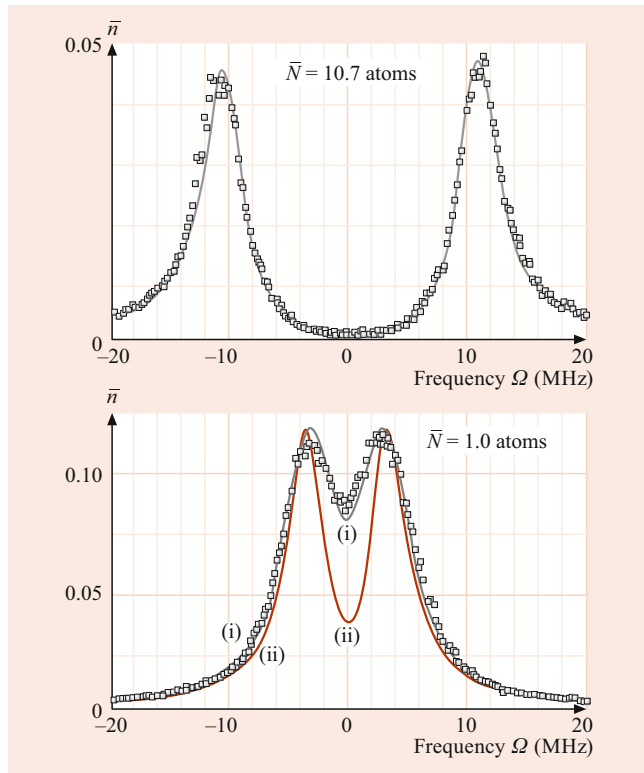 n̄
0.05
N̄ = 10.7 atoms
0
–20
–10
0
10
20
Frequency Ω (MHz)
n̄
N̄ = 1.0 atoms
0.10
(i)
0.05
(i)
(ii)
(ii)
0
–20
–10
0
10
20
Frequency Ω (MHz)